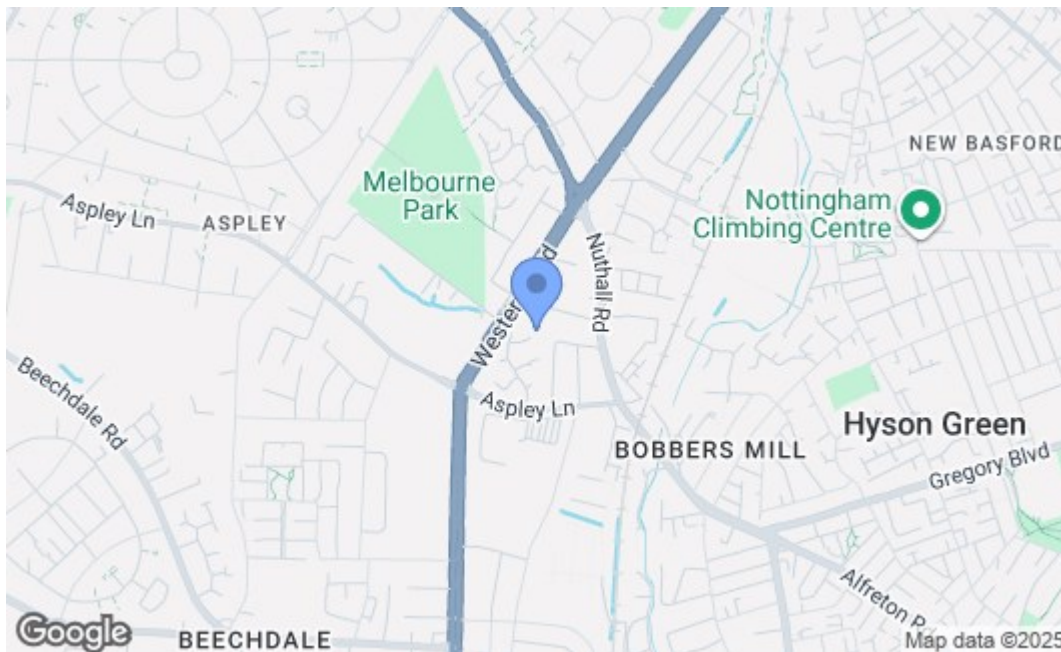 NEW BASFORD
Melbourne
Park
Nottingham
Climbing Centre
Aspley Ln
ASPLEY
Nuthall Rd
Beechdale Rd
Aspley Ln
Hyson Green
BOBBERS MILL
Gregory Blvd
Alfreton
Google
BEECHDALE
Map data ©2025